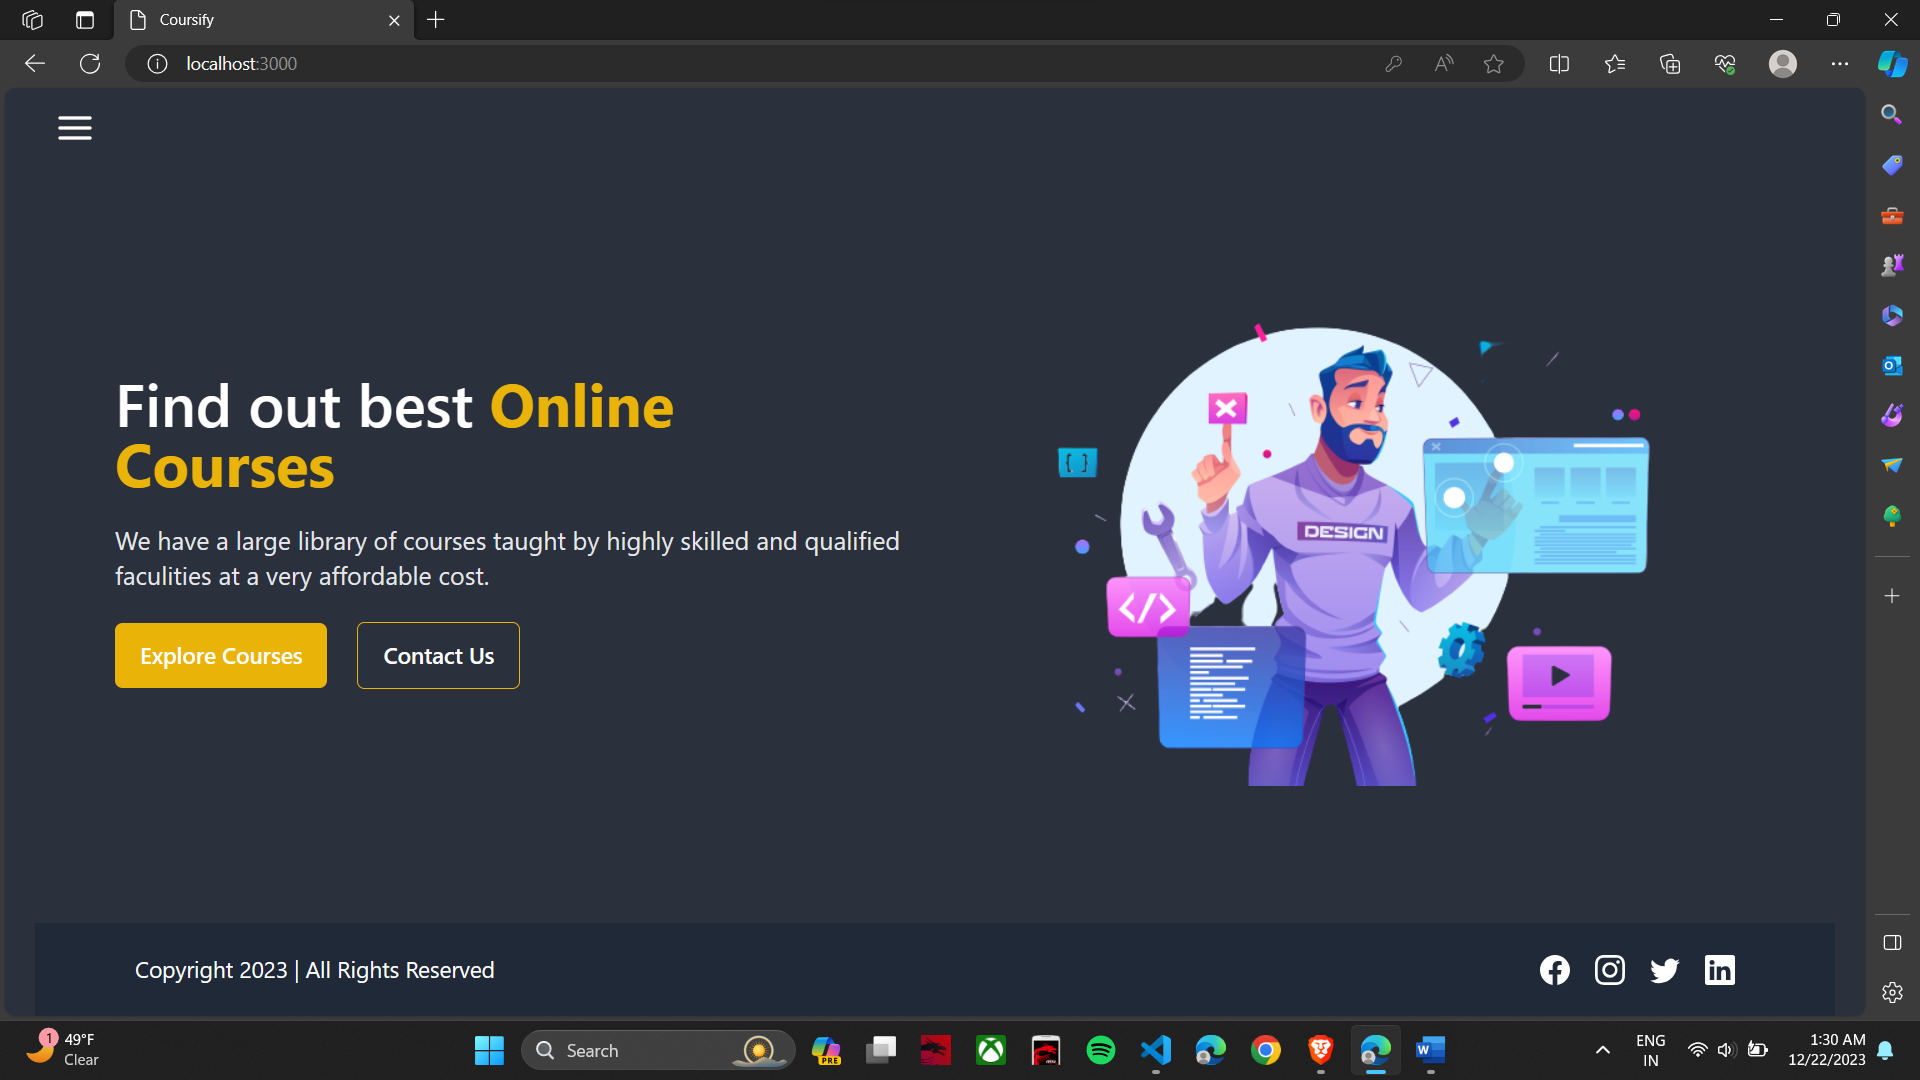 Coursify
localhost:3000
Find out best Online
Courses
We have a large library of courses taught by highly skilled and qualified
faculities at a very affordable cost.
Explore Courses
Contact Us
DESIGN
{ }
</>
Copyright 2023 | All Rights Reserved
1
49°F
Clear
Search
PRE
ENG
IN
1:30 AM
12/22/2023